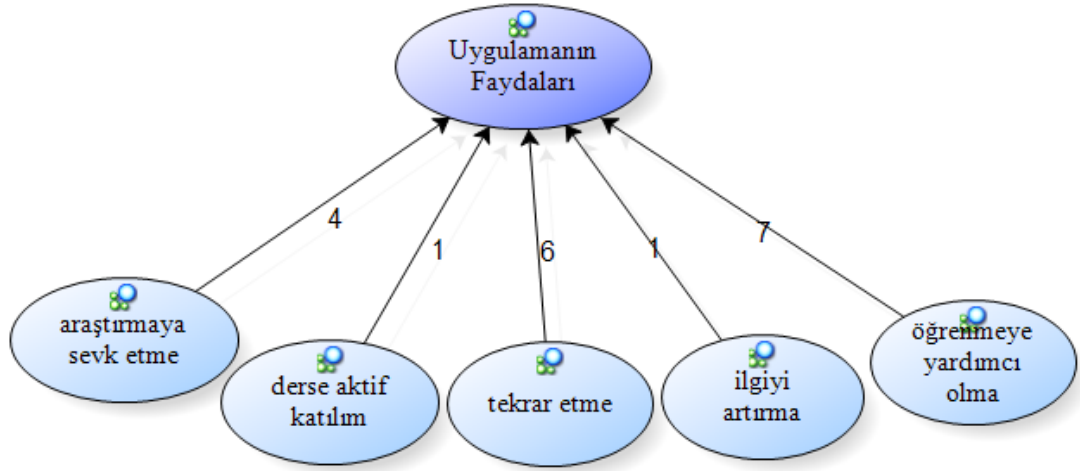 Uygulamanın
Faydaları
4
1
6
1
7
araştırmaya
sevk etme
derse aktif
katılım
tekrar etme
ilgiyi
artırma
öğrenmeye
yardımcı
olma